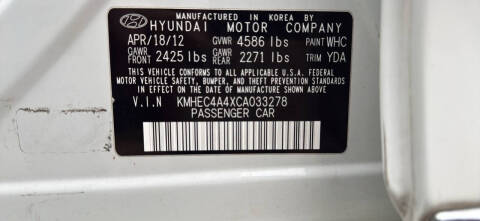 MANUFACTURED IN KOREA BY
HYUNDAI MOTOR COMPANY
APR/18/12 GVWR 4586 lbs PAINT WHC
GAWR FRONT 2425 lbs GAWR REAR 2271 lbs TRIM YDA
THIS VEHICLE CONFORMS TO ALL APPLICABLE U.S. FEDERAL
MOTOR VEHICLE SAFETY, BUMPER, AND THEFT PREVENTION
STANDARDS IN EFFECT ON THE DATE OF MANUFACTURE SHOWN ABOVE.
V.I.N KMHEC4A4XCA033278
PASSENGER CAR